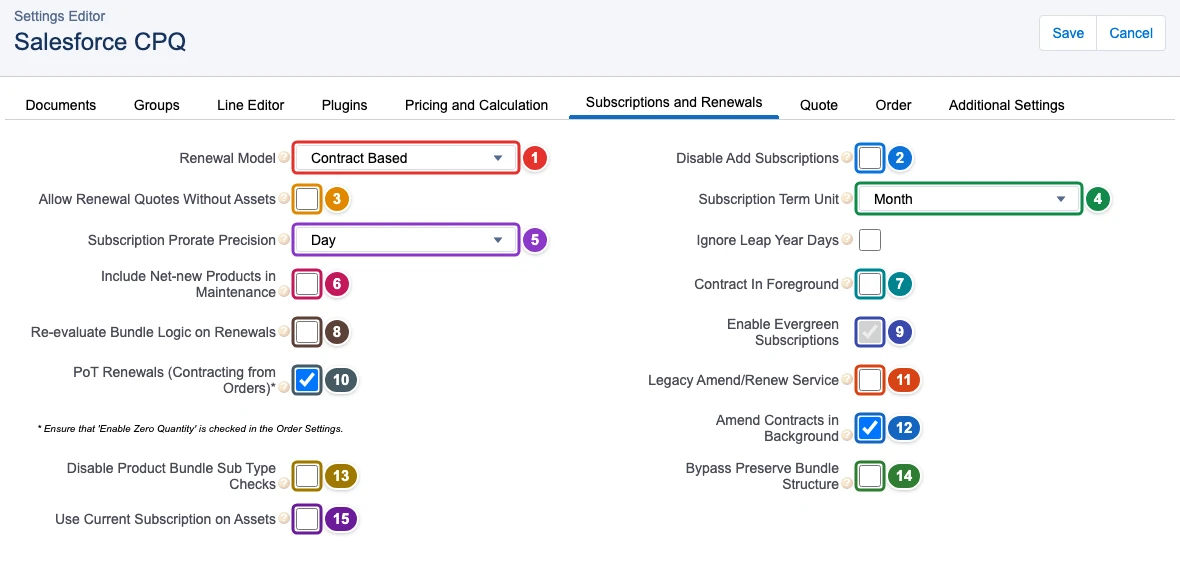 Settings Editor
Salesforce CPQ
Save Cancel
Documents Groups Line Editor Plugins Pricing and Calculation Subscriptions and Renewals Quote Order Additional Settings
Renewal Model ? Contract Based 1
Disable Add Subscriptions ? 2
Allow Renewal Quotes Without Assets ? 3
Subscription Term Unit ? Month 4
Subscription Prorate Precision ? Day 5
Ignore Leap Year Days ?
Include Net-new Products in
Maintenance ? 6
Contract In Foreground ? 7
Re-evaluate Bundle Logic on Renewals ? 8
Enable Evergreen
Subscriptions 9
PoT Renewals (Contracting from
Orders)* ? 10
Legacy Amend/Renew Service ? 11
* Ensure that 'Enable Zero Quantity' is checked in the Order Settings.
Amend Contracts in
Background ? 12
Disable Product Bundle Sub Type
Checks ? 13
Bypass Preserve Bundle
Structure ? 14
Use Current Subscription on Assets ? 15